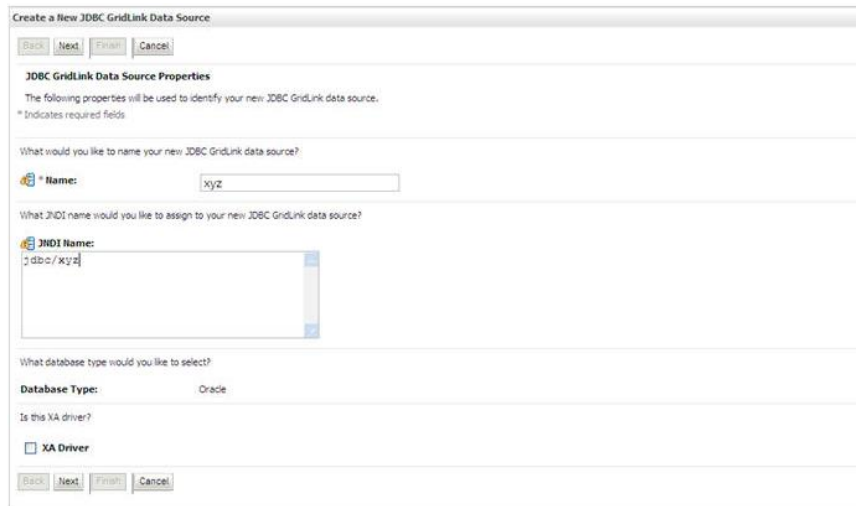 Create a New JDBC GridLink Data Source
Back Next Finish Cancel
JDBC GridLink Data Source Properties
The following properties will be used to identify your new JDBC GridLink data source.
* Indicates required fields
What would you like to name your new JDBC GridLink data source?
* Name: xyz
What JNDI name would you like to assign to your new JDBC GridLink data source?
JNDI Name:
jdbc/xyz
What database type would you like to select?
Database Type: Oracle
Is this XA driver?
XA Driver
Back Next Finish Cancel